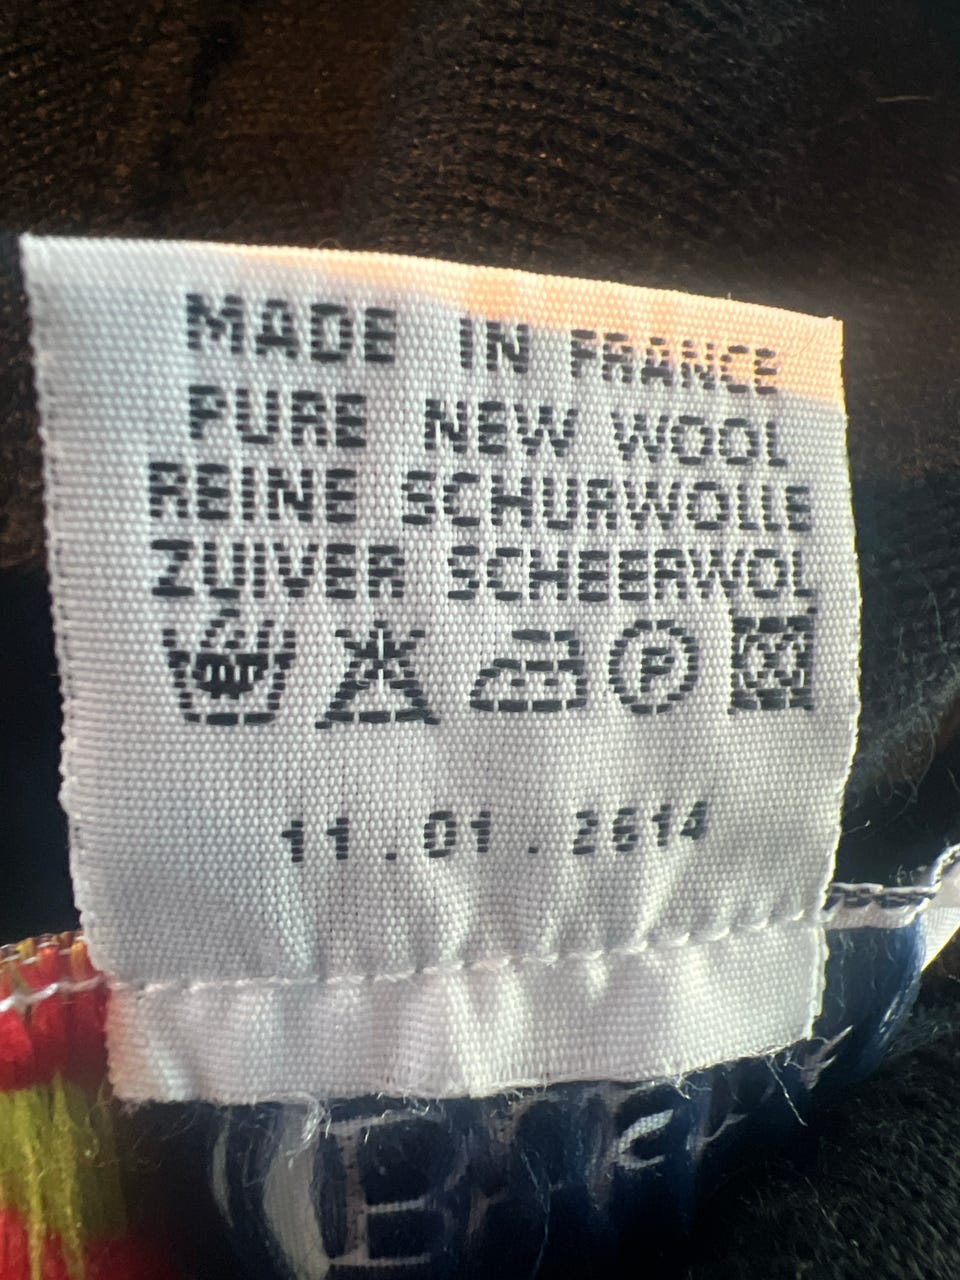 MADE IN FRANCE
PURE NEW WOOL
REINE SCHURWOLLE
ZUIVER SCHEERWOL
P
11.01.2614